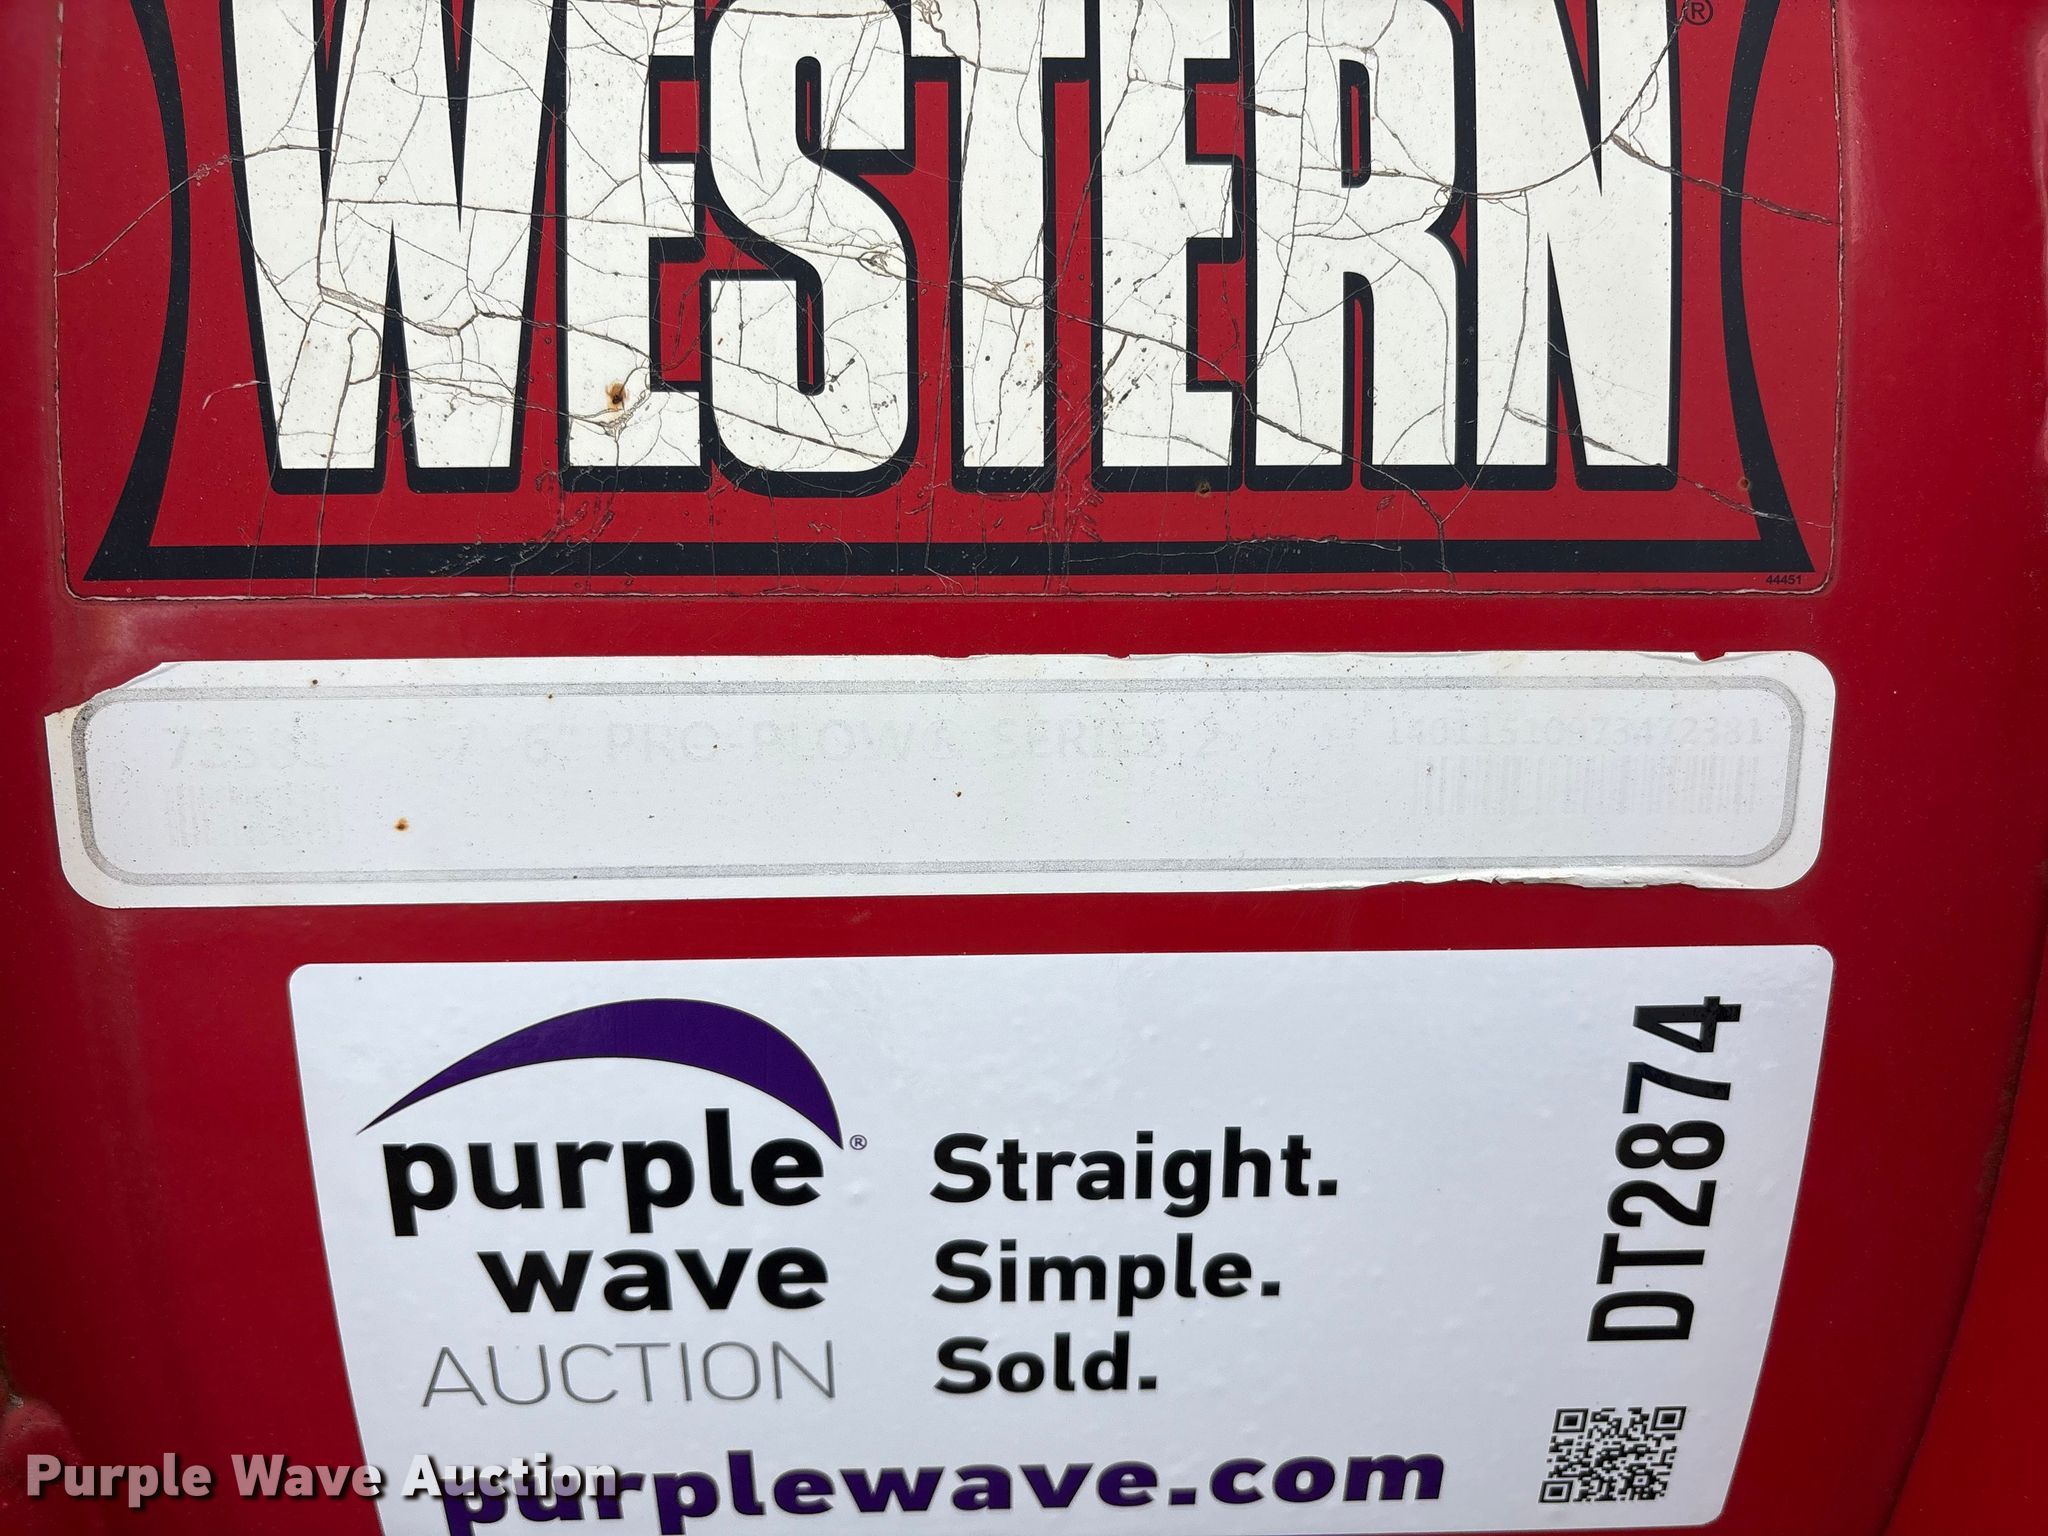 WESTERN®
44451
6" PRO-PLOW SERIES 2
purple®
wave
AUCTION
Straight.
Simple.
Sold.
DT2874
purplewave.com
Purple Wave Auction